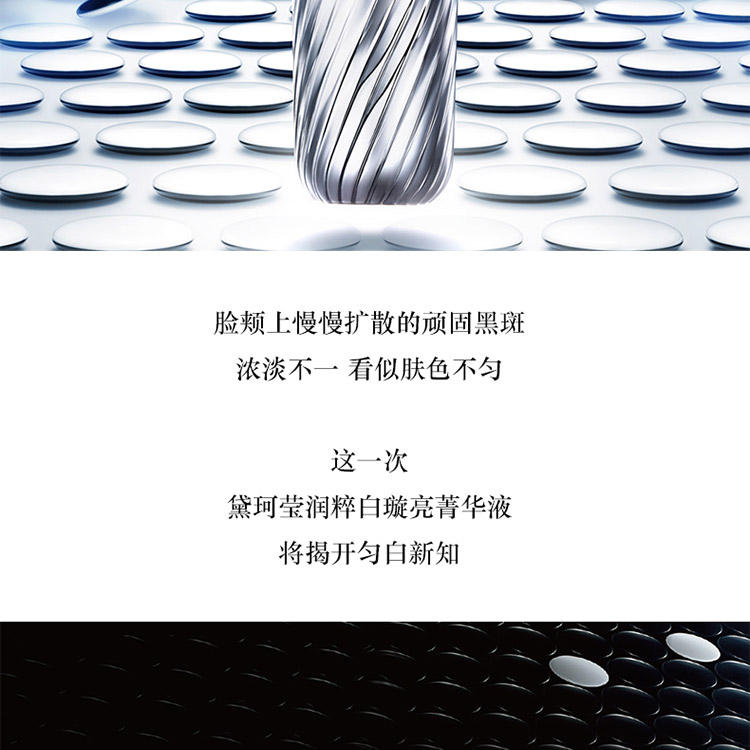 脸颊上慢慢扩散的顽固黑斑
浓淡不一 看似肤色不匀
这一次
黛珂莹润粹白璇亮菁华液
将揭开匀白新知